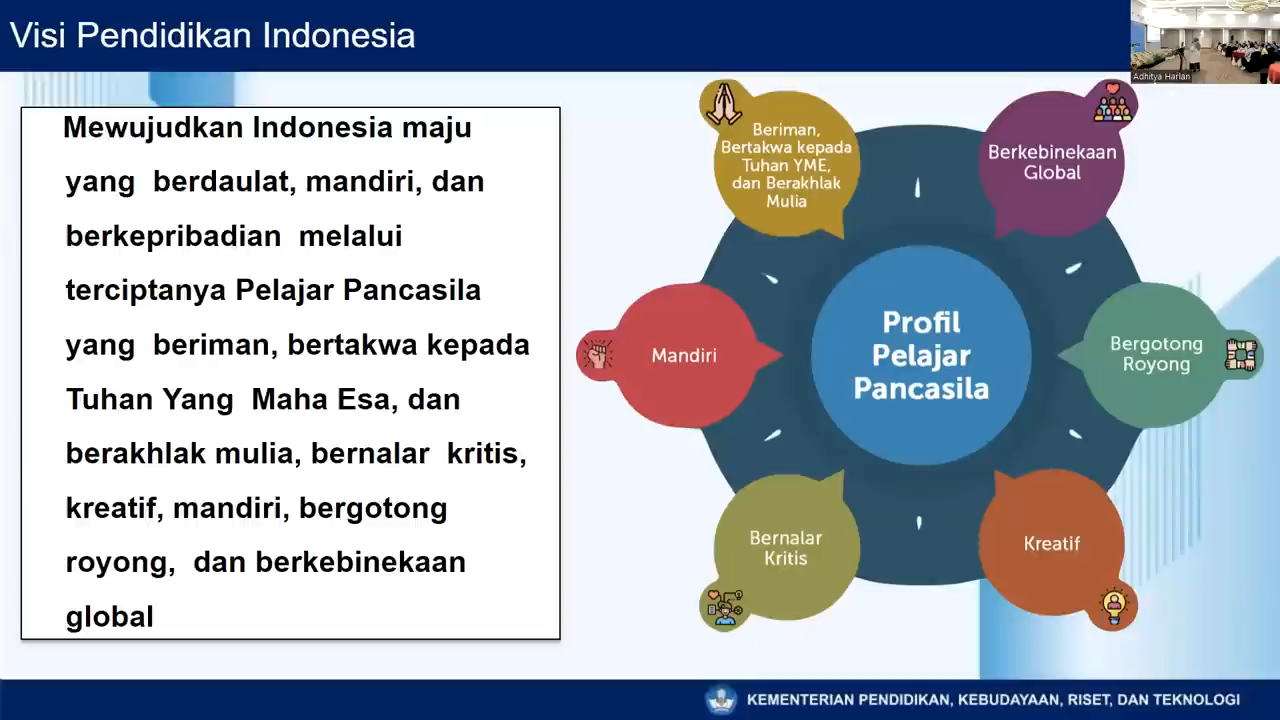 Visi Pendidikan Indonesia
Adhitya Harlan
Mewujudkan Indonesia maju
yang berdaulat, mandiri, dan
berkepribadian melalui
terciptanya Pelajar Pancasila
yang beriman, bertakwa kepada
Tuhan Yang Maha Esa, dan
berakhlak mulia, bernalar kritis,
kreatif, mandiri, bergotong
royong, dan berkebinekaan
global
Beriman,
Bertakwa kepada
Tuhan YME,
dan Berakhlak
Mulia
Berkebinekaan
Global
Mandiri
Profil
Pelajar
Pancasila
Bergotong
Royong
Bernalar
Kritis
Kreatif
KEMENTERIAN PENDIDIKAN, KEBUDAYAAN, RISET, DAN TEKNOLOGI